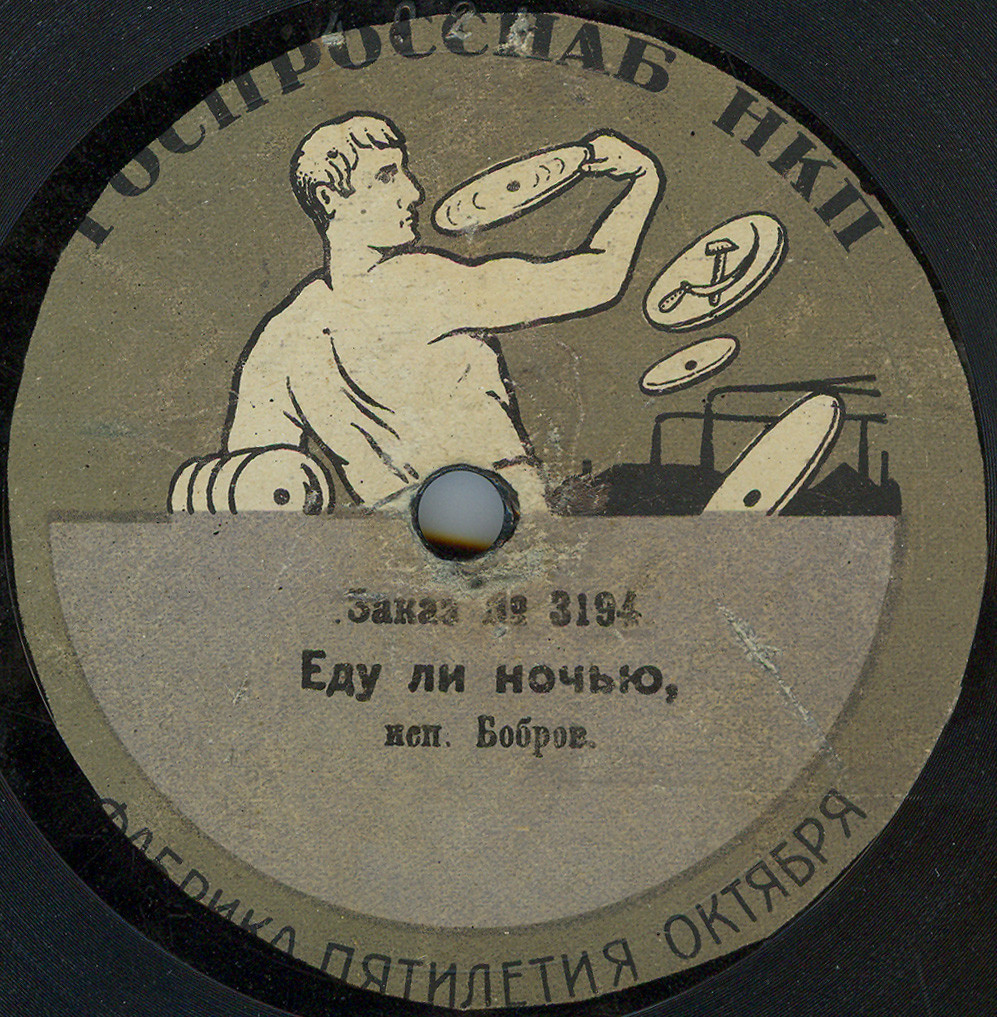 ГОСПРОССНАБ НКП
Заказ № 3194
Еду ли ночью,
исп. Бобров.
ФАБРИКА ПЯТИЛЕТИЯ ОКТЯБРЯ